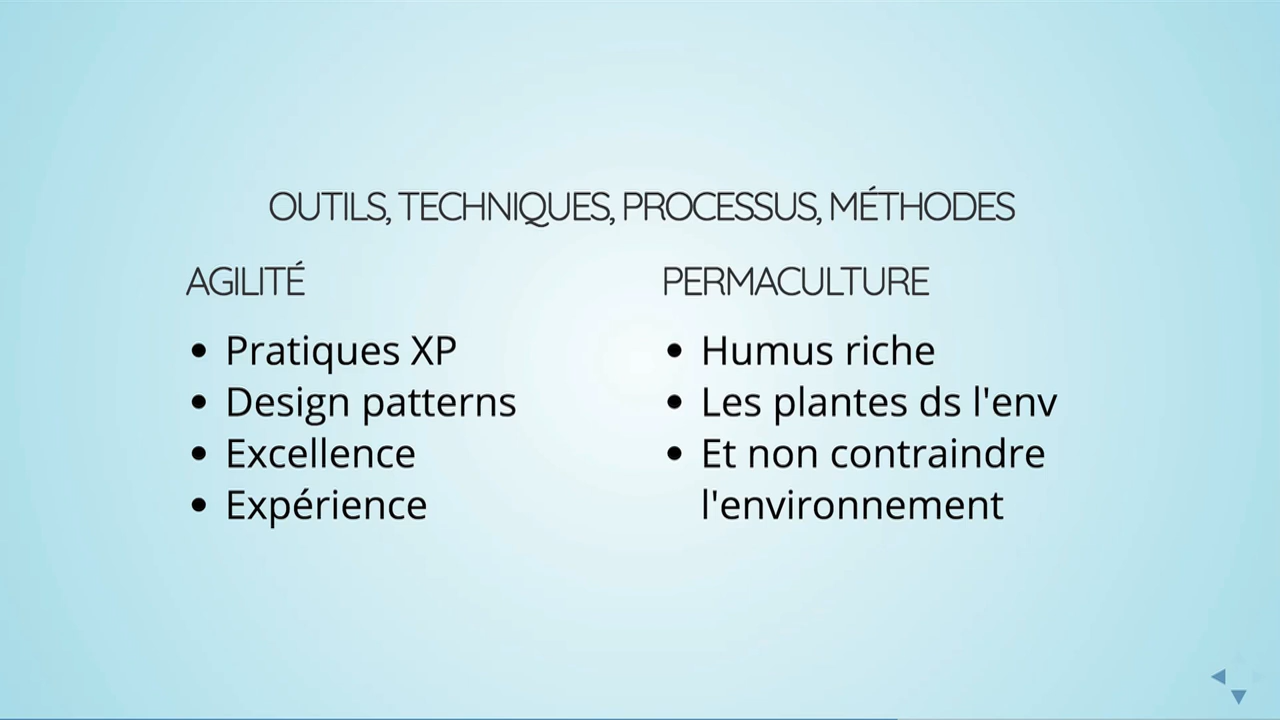 OUTILS, TECHNIQUES, PROCESSUS, MÉTHODES
AGILITÉ
• Pratiques XP
• Design patterns
• Excellence
• Expérience
PERMACULTURE
• Humus riche
• Les plantes ds l'env
• Et non contraindre
l'environnement